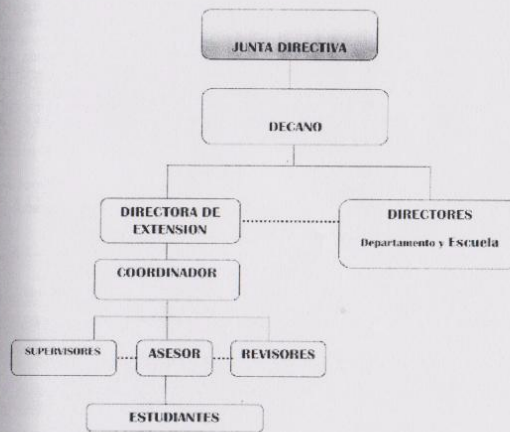 JUNTA DIRECTIVA
DECANO
DIRECTORA DE
EXTENSION
DIRECTORES
Departamento y Escuela
COORDINADOR
SUPERVISORES
ASESOR
REVISORES
ESTUDIANTES